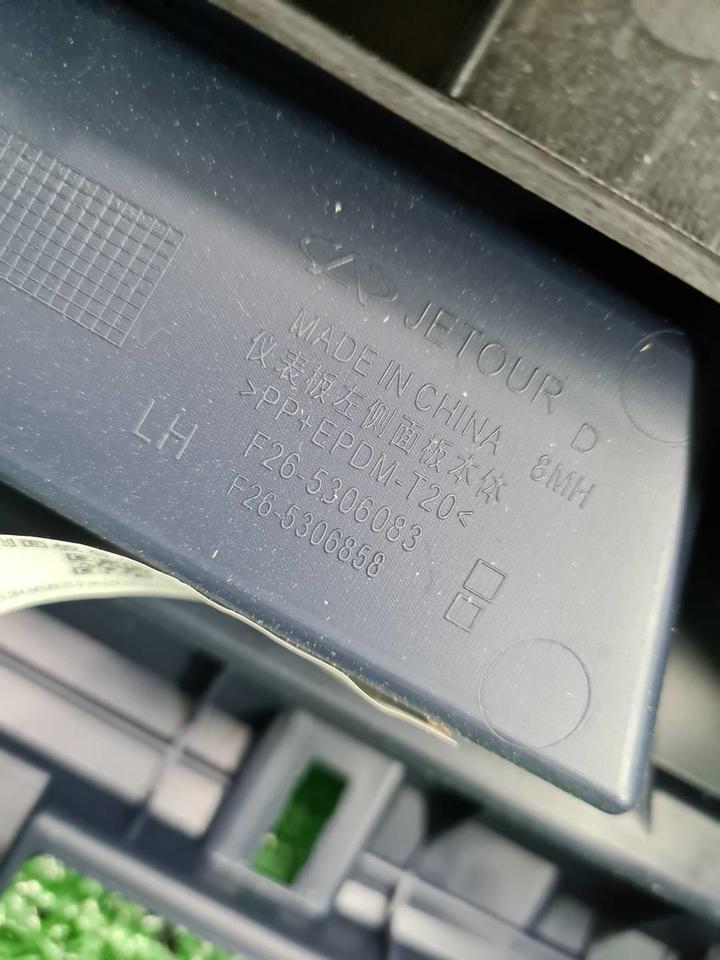 JETOUR
D
MADE IN CHINA
8MH
仪表板左侧面板本体
>PP+EPDM-T20<
LH
F26-5306083
F26-5306858